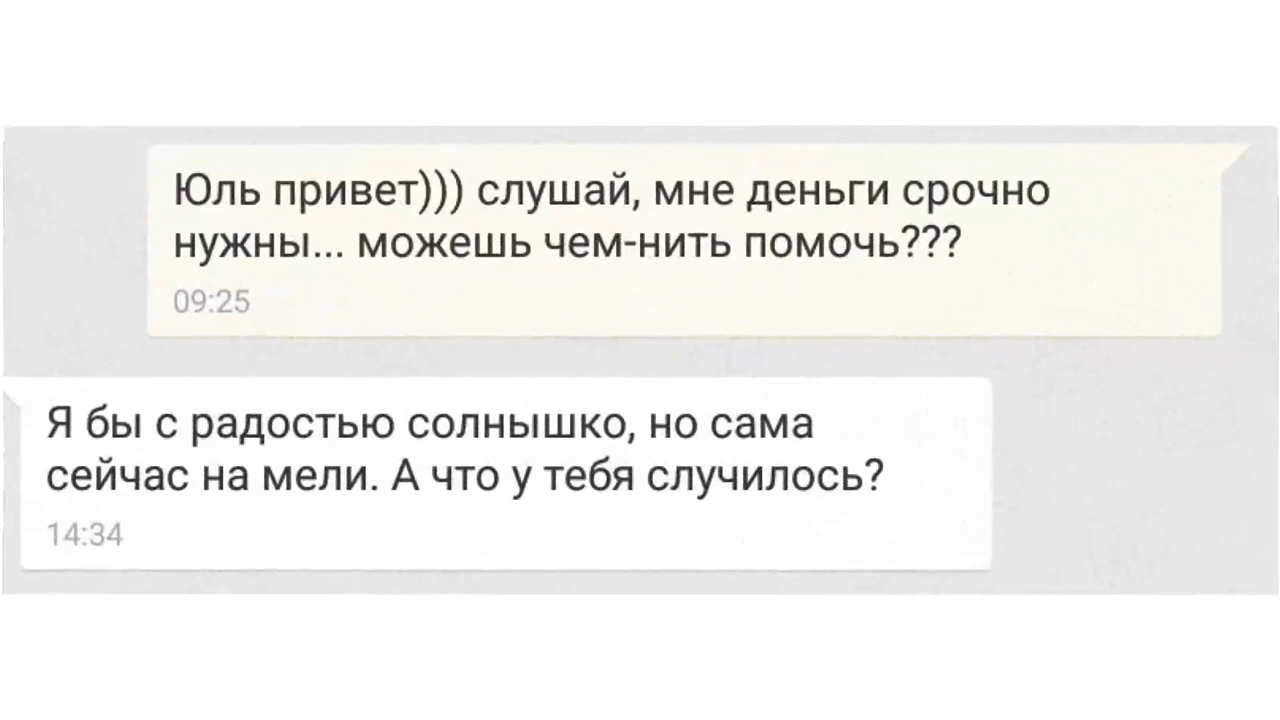 Юль привет))) слушай, мне деньги срочно
нужны... можешь чем-нить помочь???
09:25
Я бы с радостью солнышко, но сама
сейчас на мели. А что у тебя случилось?
14:34